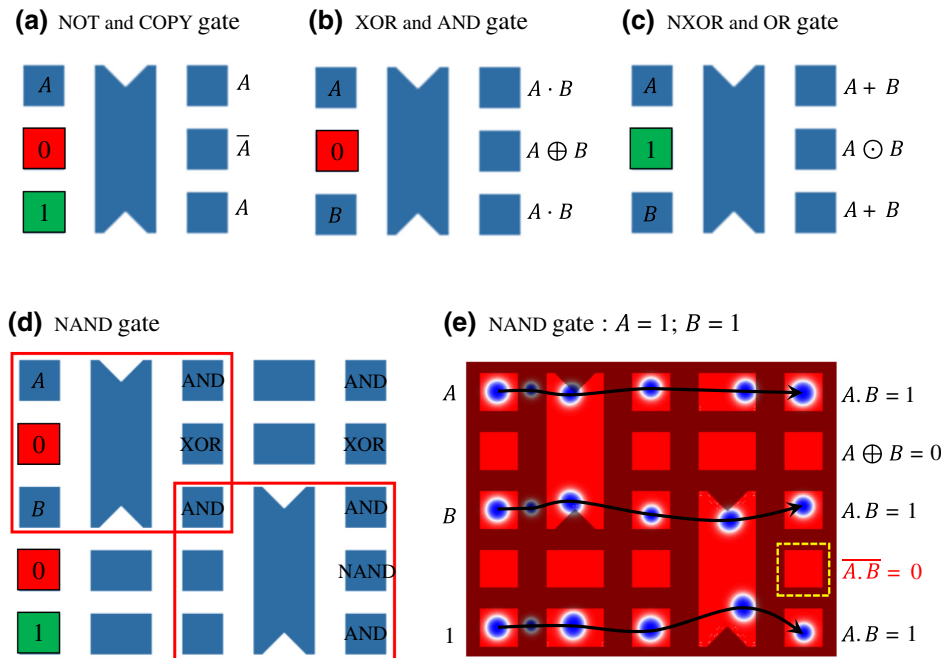 (a) NOT and COPY gate
A A
0 A̅
1 A
(b) XOR and AND gate
A A · B
0 A ⊕ B
B A · B
(c) NXOR and OR gate
A A + B
1 A ⊙ B
B A + B
(d) NAND gate
A AND AND
0 XOR XOR
B AND AND
0 NAND
1 AND
(e) NAND gate : A = 1; B = 1
A A.B = 1
A ⊕ B = 0
B A.B = 1
A̅.̅B̅ = 0
1 A.B = 1